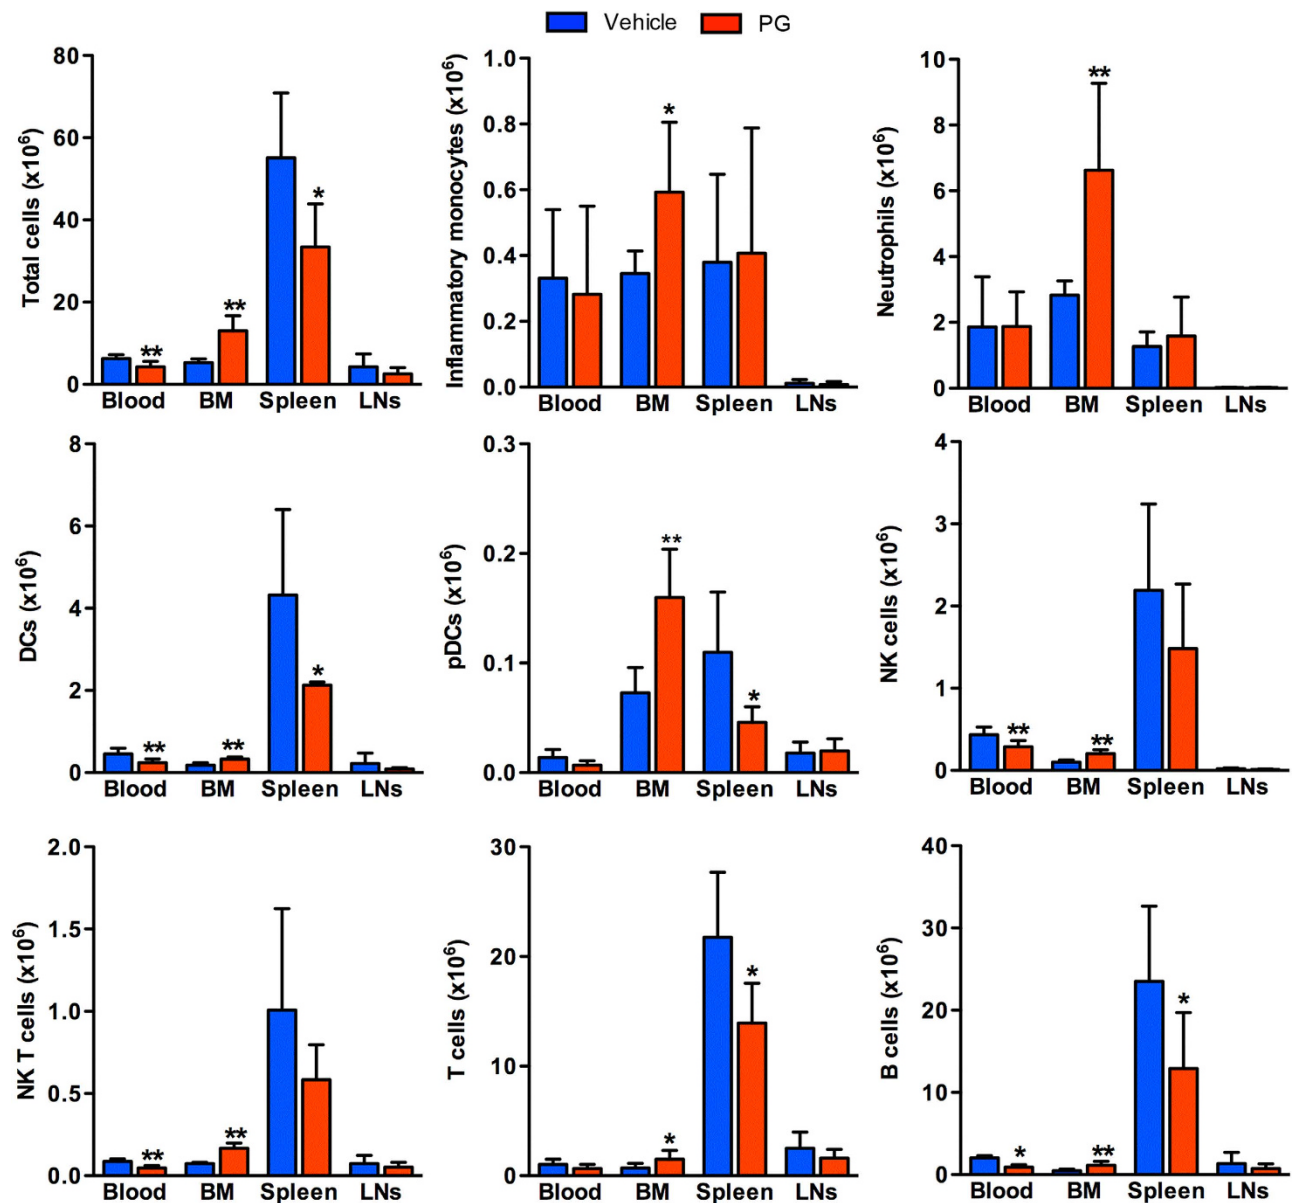 Vehicle PG
Total cells (x10⁶)
80
60
40
20
0
** ** *
Blood BM Spleen LNs
Inflammatory monocytes (x10⁶)
1.0
0.8
0.6
0.4
0.2
0.0
*
Blood BM Spleen LNs
Neutrophils (x10⁶)
10
8
6
4
2
0
**
Blood BM Spleen LNs
DCs (x10⁶)
8
6
4
2
0
** ** *
Blood BM Spleen LNs
pDCs (x10⁶)
0.3
0.2
0.1
0.0
** *
Blood BM Spleen LNs
NK cells (x10⁶)
4
3
2
1
0
** **
Blood BM Spleen LNs
NK T cells (x10⁶)
2.0
1.5
1.0
0.5
0.0
** **
Blood BM Spleen LNs
T cells (x10⁶)
30
20
10
0
* *
Blood BM Spleen LNs
B cells (x10⁶)
40
30
20
10
0
* ** *
Blood BM Spleen LNs